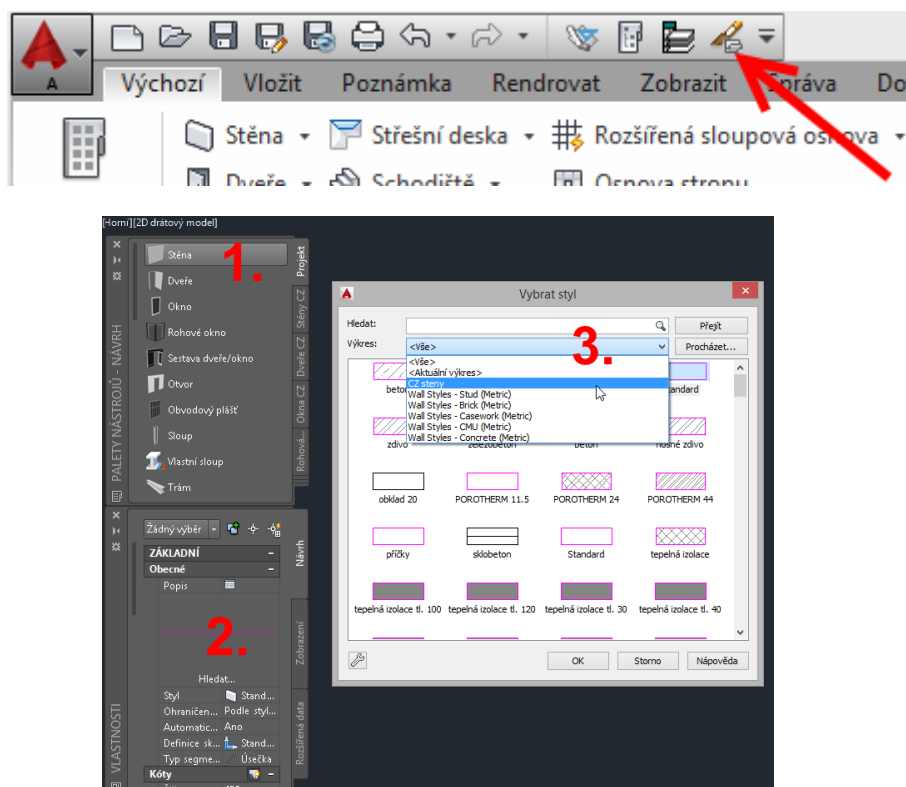 A
Výchozí Vložit Poznámka Rendrovat Zobrazit Správa Do
Stěna Střešní deska Rozšířená sloupová osnova
Dveře Schodiště Osnova stropu
[Horní][2D drátový model]
PALETY NÁSTROJŮ - NÁVRH
Stěna
Dveře
Okno
Rohové okno
Sestava dveře/okno
Otvor
Obvodový plášť
Sloup
Vlastní sloup
Trám
1.
Projekt
Stěny CZ
Dveře CZ
Okna CZ
Rohová...
VLASTNOSTI
Žádný výběr
ZÁKLADNÍ
Obecné
Popis
2.
Hledat...
Styl Stand...
Ohraničen... Podle styl...
Automatic... Ano
Definice sk... Stand...
Typ segme... Úsečka
Kóty
Návrh
Zobrazení
Rozšířená data
Vybrat styl
Hledat: Přejít
Výkres: <Vše> Procházet...
3.
<Vše>
<Aktuální výkres>
CZ steny
Wall Styles - Stud (Metric)
Wall Styles - Brick (Metric)
Wall Styles - Casework (Metric)
Wall Styles - CMU (Metric)
Wall Styles - Concrete (Metric)
zdivo železobeton beton nosné zdivo
obklad 20 POROTHERM 11.5 POROTHERM 24 POROTHERM 44
příčky sklobeton Standard tepelná izolace
tepelná izolace tl. 100 tepelná izolace tl. 120 tepelná izolace tl. 30 tepelná izolace tl. 40
OK Storno Nápověda